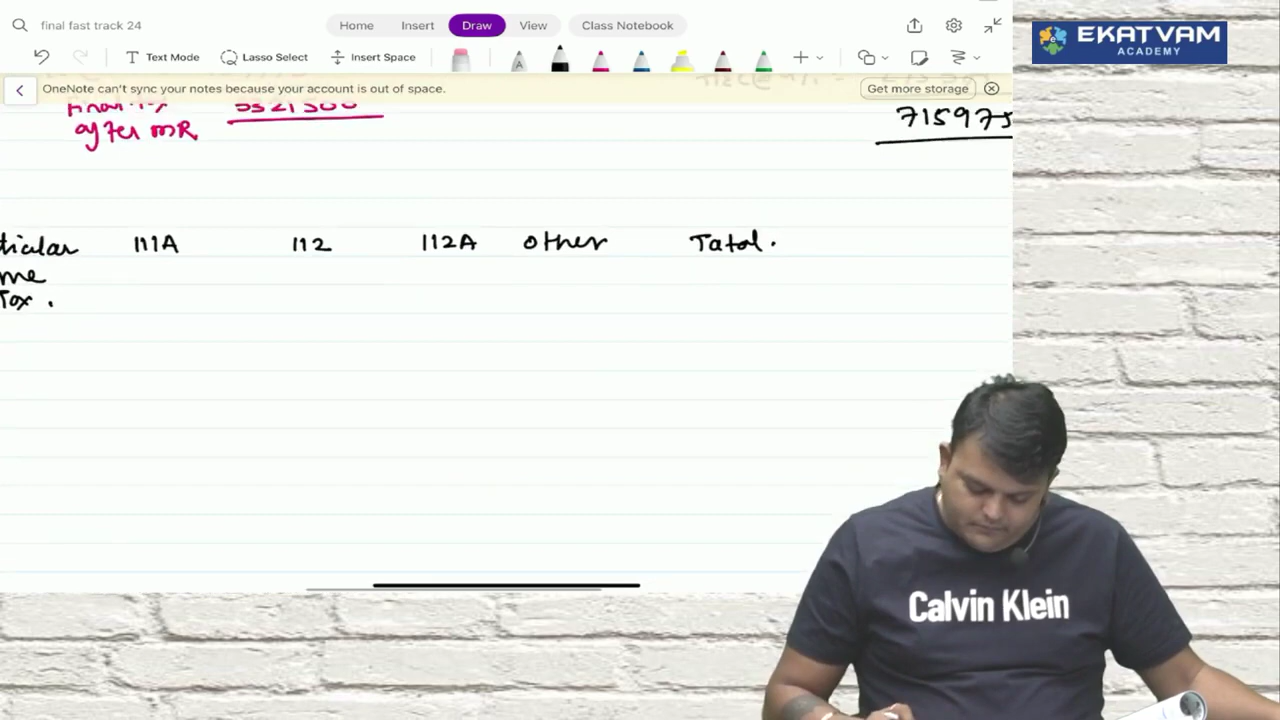 final fast track 24
Home Insert Draw View Class Notebook
EKATVAM
ACADEMY
Text Mode Lasso Select Insert Space
OneNote can't sync your notes because your account is out of space.
Get more storage
after MR
715975
ticular 111A 112 112A other Tatal.
me
Tax.
Calvin Klein